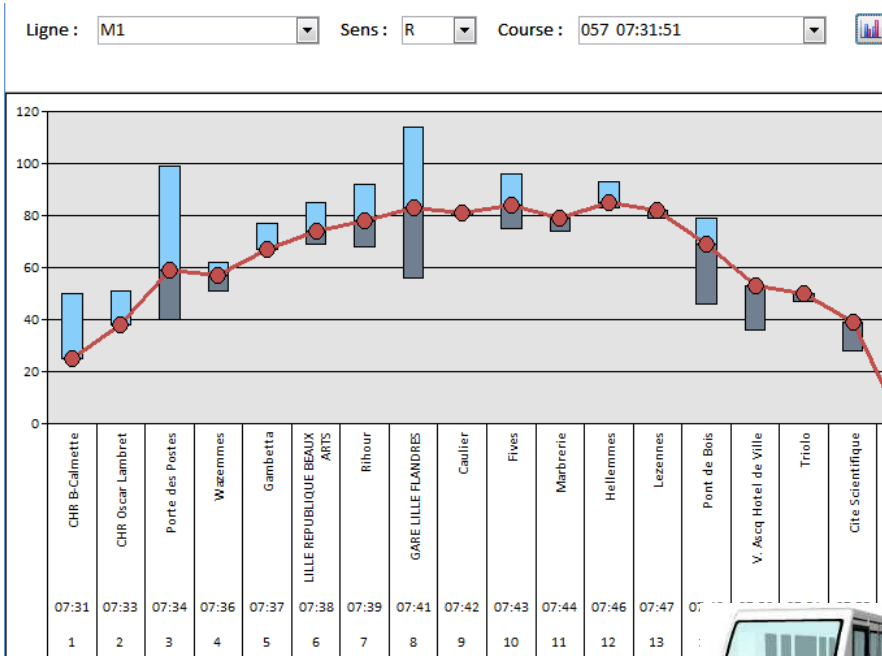 Ligne : M1 Sens : R Course : 057 07:31:51
120
100
80
60
40
20
0
CHR B-Calmette
CHR Oscar Lambret
Porte des Postes
Wazemmes
Gambetta
LILLE REPUBLIQUE BEAUX
ARTS
Rihour
GARE LILLE FLANDRES
Caulier
Fives
Marbrerie
Hellemmes
Lezennes
Pont de Bois
V. Ascq Hotel de Ville
Triolo
Cite Scientifique
07:31 07:33 07:34 07:36 07:37 07:38 07:39 07:41 07:42 07:43 07:44 07:46 07:47
1 2 3 4 5 6 7 8 9 10 11 12 13